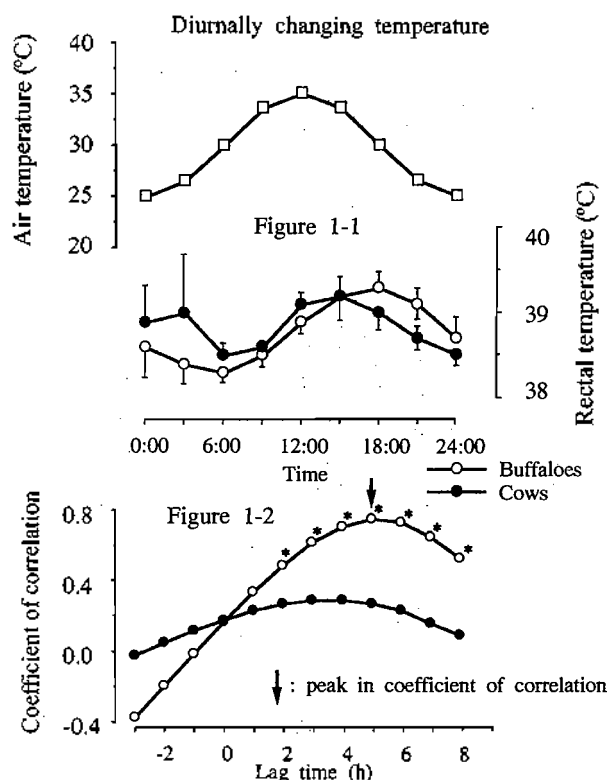 Diurnally changing temperature
Air temperature (°C)
40
35
30
25
20
Figure 1-1
Rectal temperature (°C)
40
39
38
0:00 6:00 12:00 18:00 24:00
Time
Buffaloes
Cows
Figure 1-2
Coefficient of correlation
0.8
0.4
0.0
-0.4
* * * * * * *
: peak in coefficient of correlation
-2 0 2 4 6 8
Lag time (h)